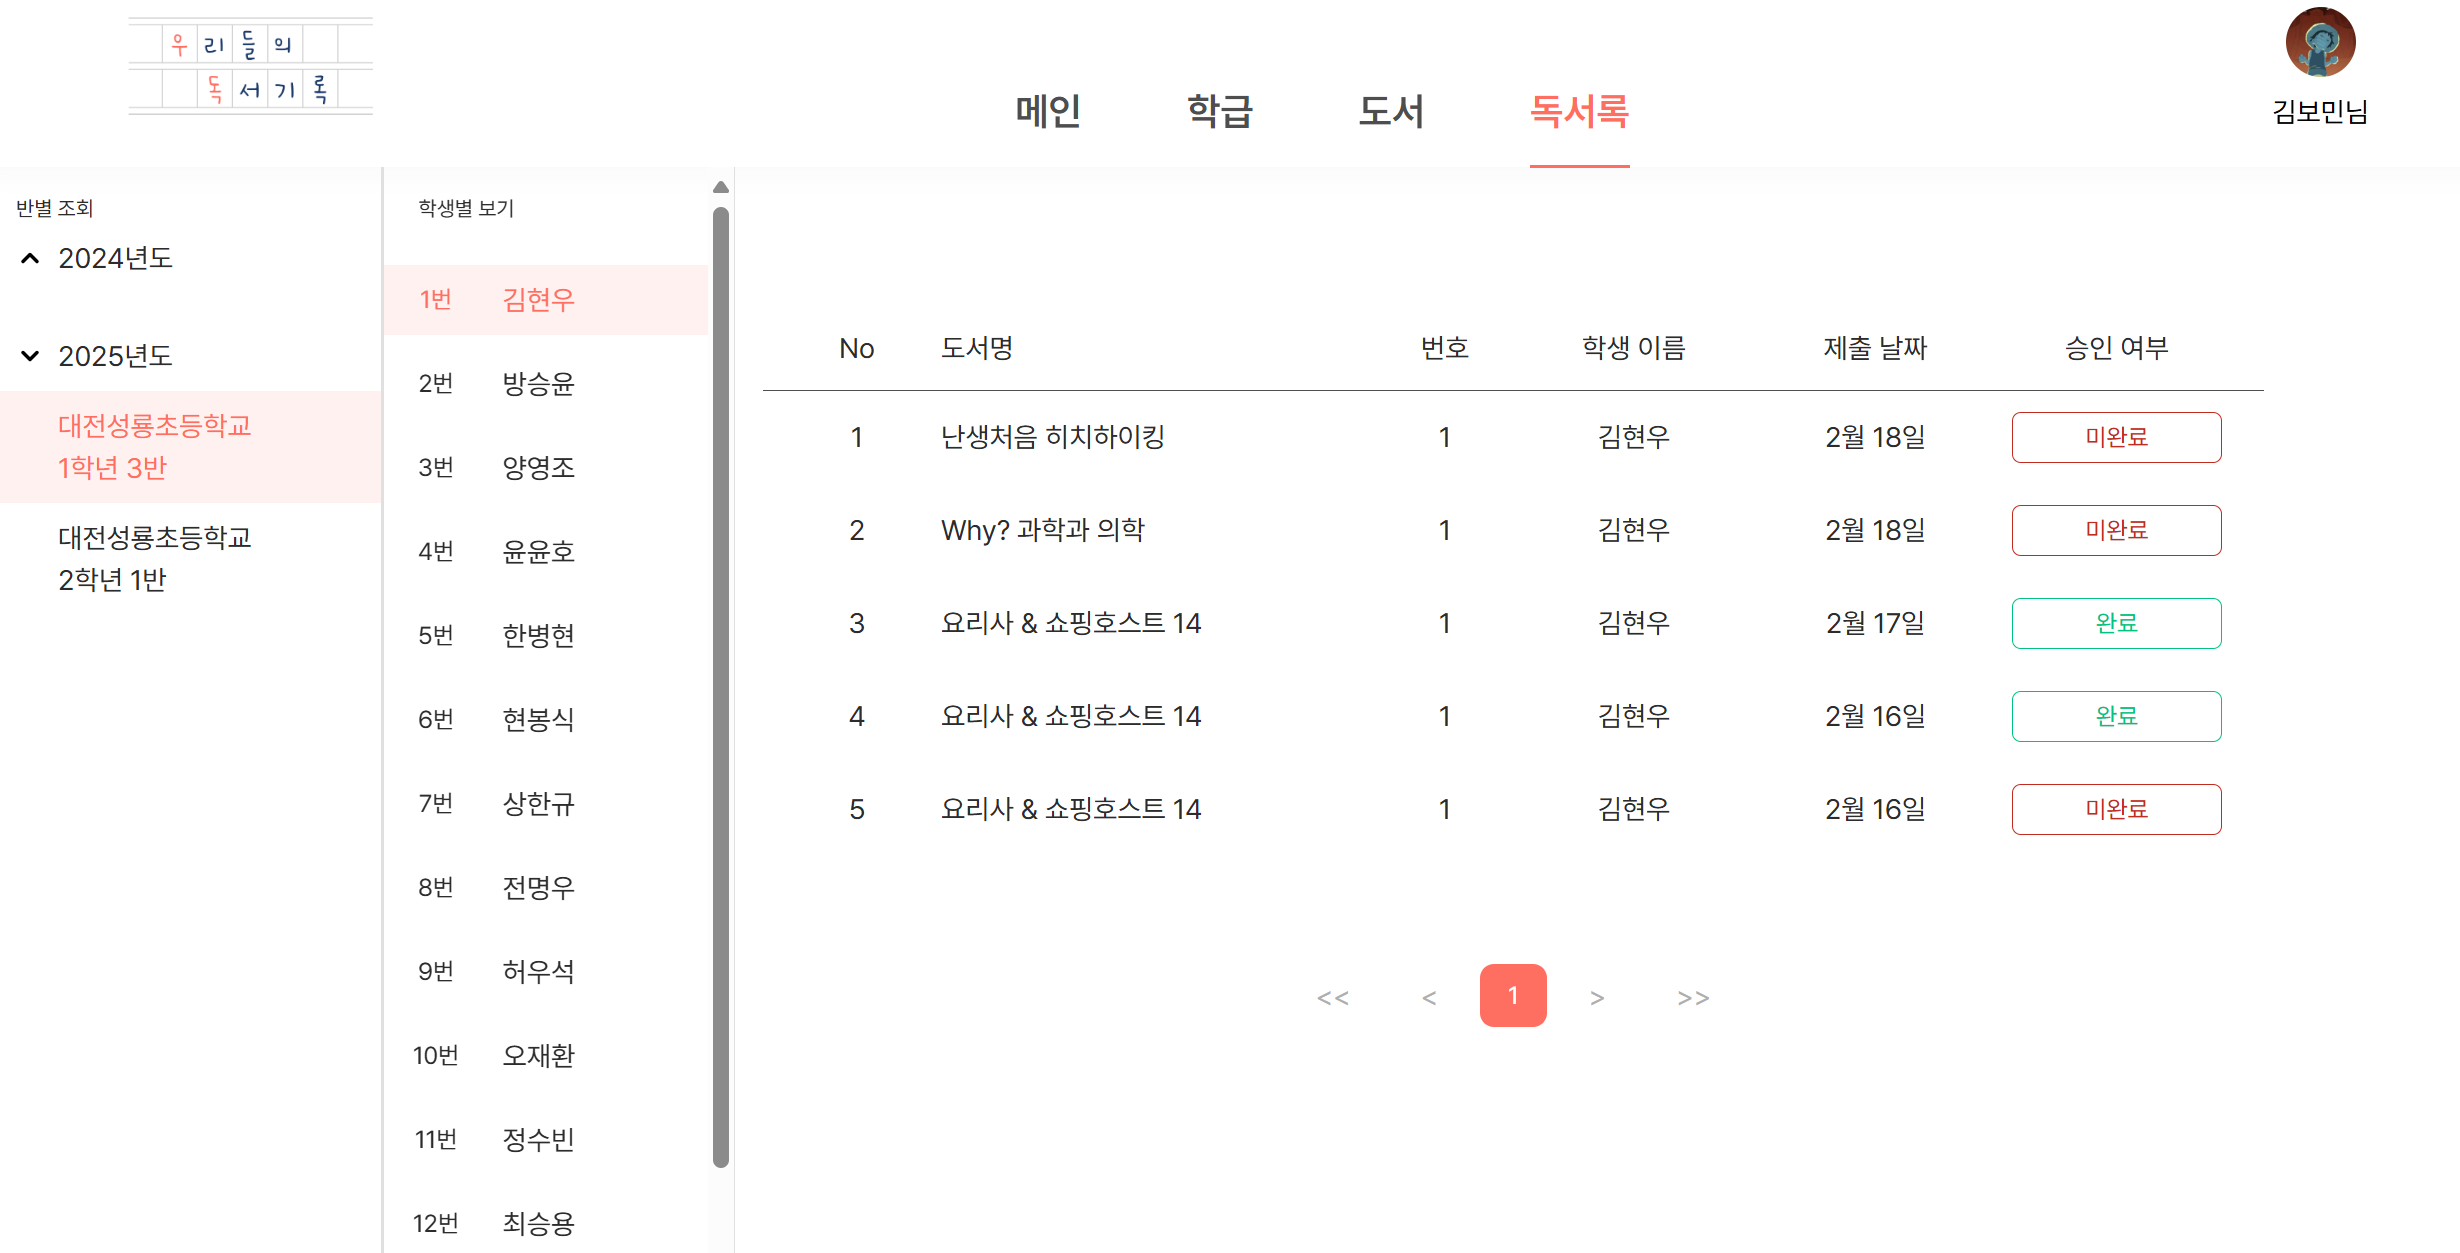 우리들의
독서기록
메인 학급 도서 독서록
김보민님
반별 조회
2024년도
2025년도
대전성룡초등학교
1학년 3반
대전성룡초등학교
2학년 1반
학생별 보기
1번 김현우
2번 방승윤
3번 양영조
4번 윤윤호
5번 한병현
6번 현봉식
7번 상한규
8번 전명우
9번 허우석
10번 오재환
11번 정수빈
12번 최승용
No 도서명 번호 학생 이름 제출 날짜 승인 여부
1 난생처음 히치하이킹 1 김현우 2월 18일 미완료
2 Why? 과학과 의학 1 김현우 2월 18일 미완료
3 요리사 & 쇼핑호스트 14 1 김현우 2월 17일 완료
4 요리사 & 쇼핑호스트 14 1 김현우 2월 16일 완료
5 요리사 & 쇼핑호스트 14 1 김현우 2월 16일 미완료
<< < 1 > >>